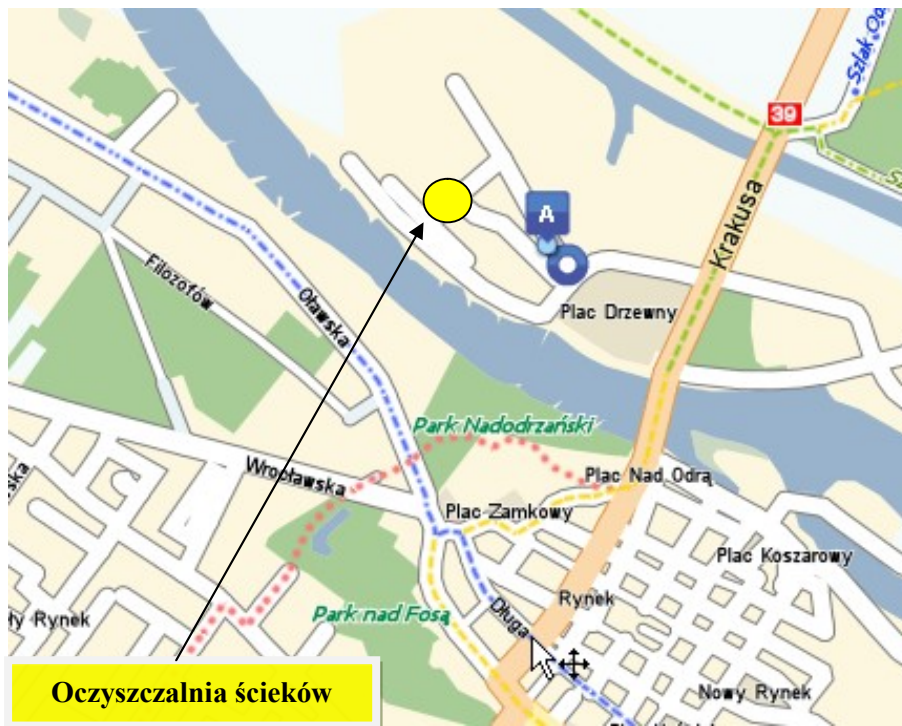 Szlak Od
39
A
Krakusa
Filozofów
Oławska
Plac Drzewny
Park Nadodrzański
Wrocławska
Plac Nad Odrą
Plac Zamkowy
Plac Koszarowy
Rynek
Park nad Fosą
Długa
Rynek
Nowy Rynek
Oczyszczalnia ścieków